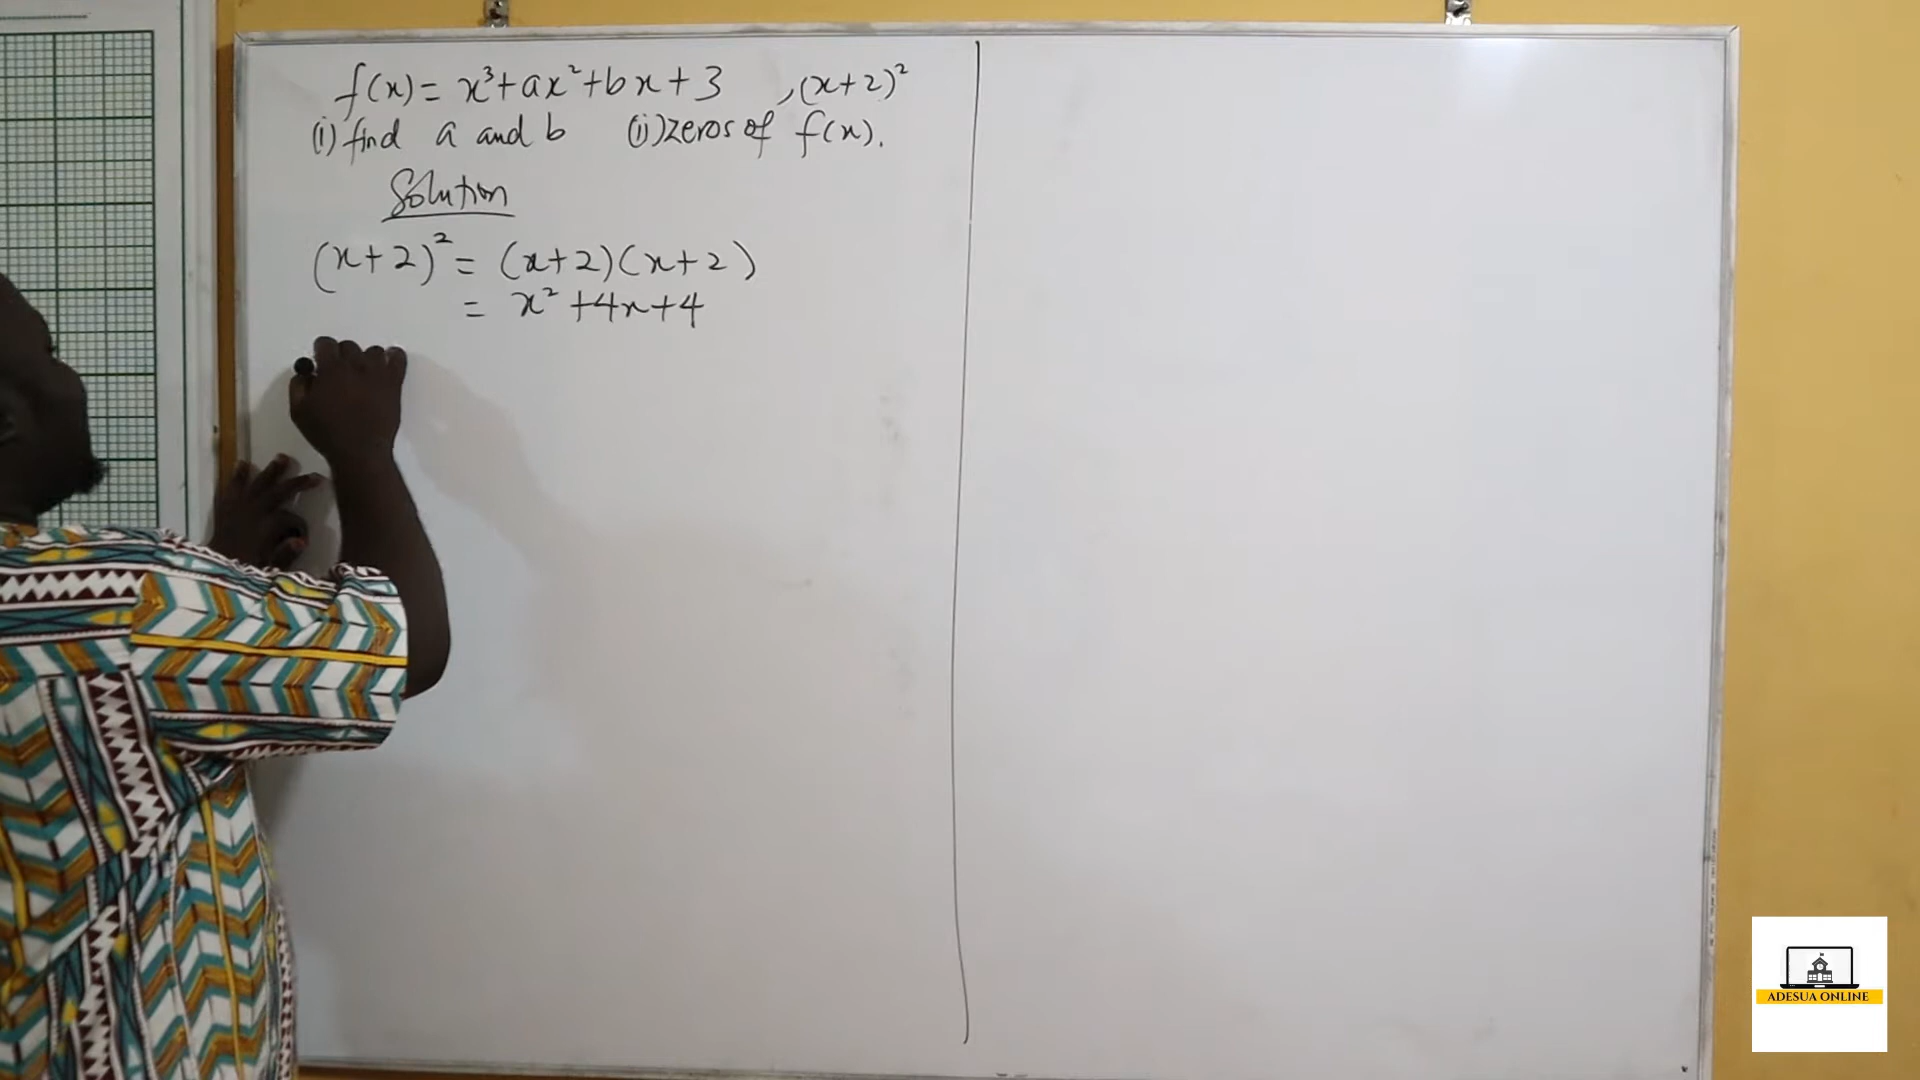 f(x) = x³ + ax² + bx + 3 , (x+2)²
(i) find a and b (ii) zeros of f(x).
Solution
(x+2)² = (x+2)(x+2)
= x² + 4x + 4
ADESUA ONLINE